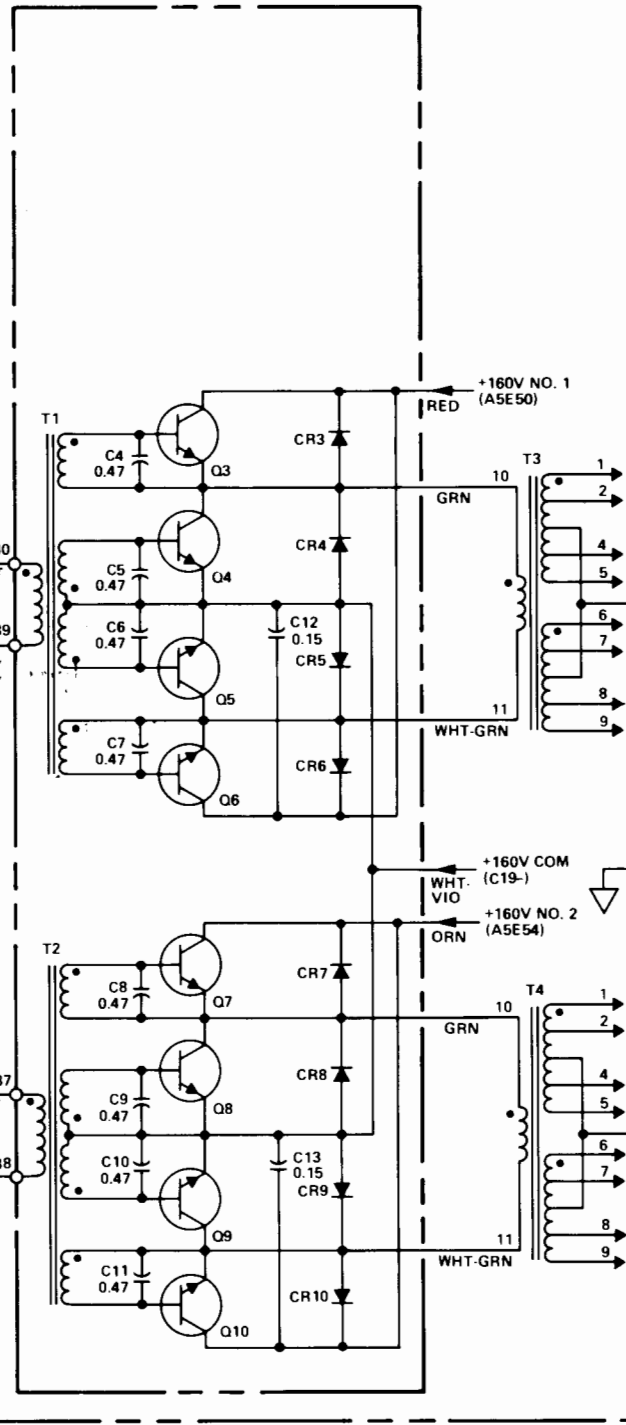 +160V NO. 1
(A5E50)
RED
T1
T3
C4
0.47
Q3
CR3
10
GRN
1
2
4
5
6
7
8
9
C5
0.47
Q4
CR4
C6
0.47
C12
0.15
Q5
CR5
11
WHT-GRN
C7
0.47
Q6
CR6
+160V COM
(C19-)
WHT-
VIO
+160V NO. 2
(A5E54)
ORN
T2
T4
C8
0.47
Q7
CR7
10
GRN
1
2
4
5
6
7
8
9
C9
0.47
Q8
CR8
C10
0.47
C13
0.15
Q9
CR9
11
WHT-GRN
C11
0.47
Q10
CR10